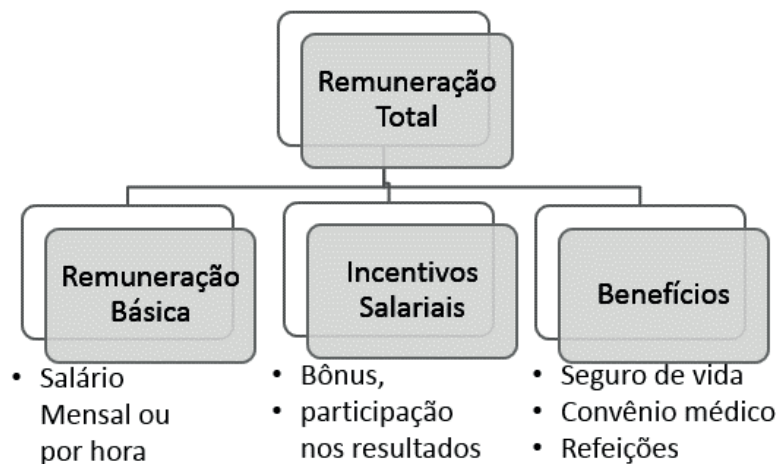 Remuneração
Total
Remuneração
Básica
Incentivos
Salariais
Benefícios
• Salário
Mensal ou
por hora
• Bônus,
• participação
nos resultados
• Seguro de vida
• Convênio médico
• Refeições